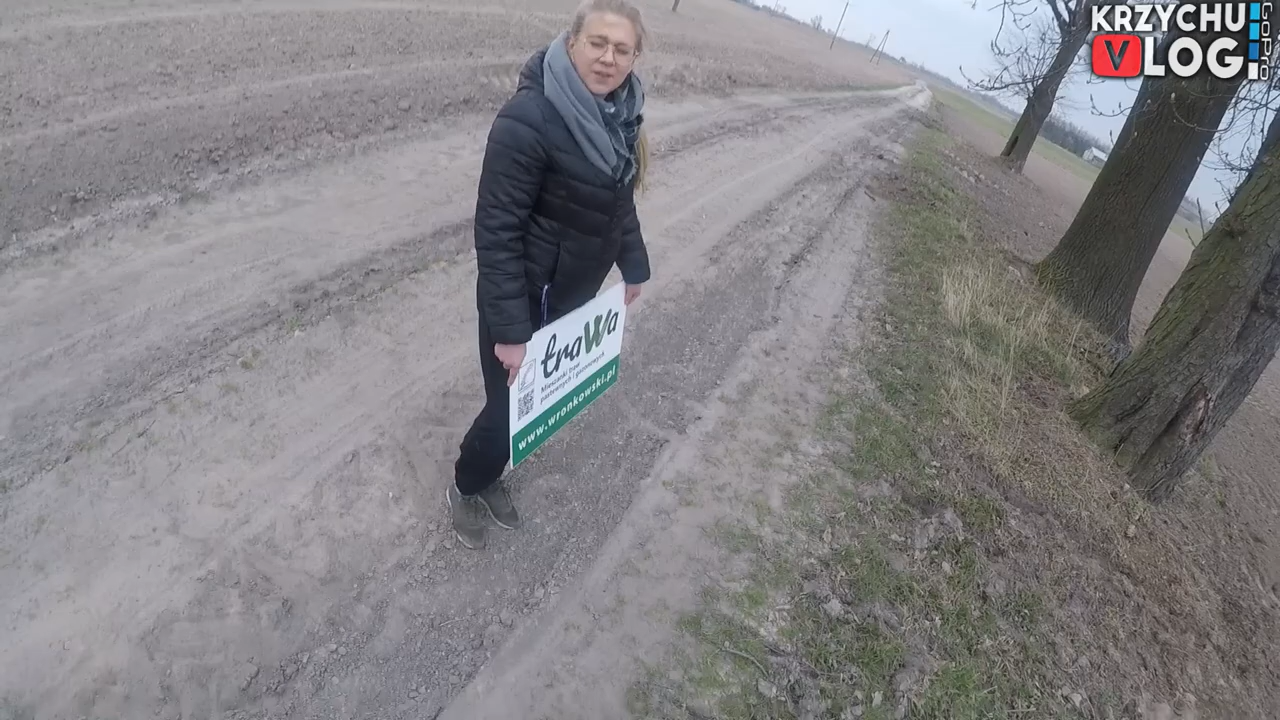 KRZYCHU
VLOG
GoPro
traWa
Mieszanki traw
pastewnych i gazonowych
www.wronkowski.pl